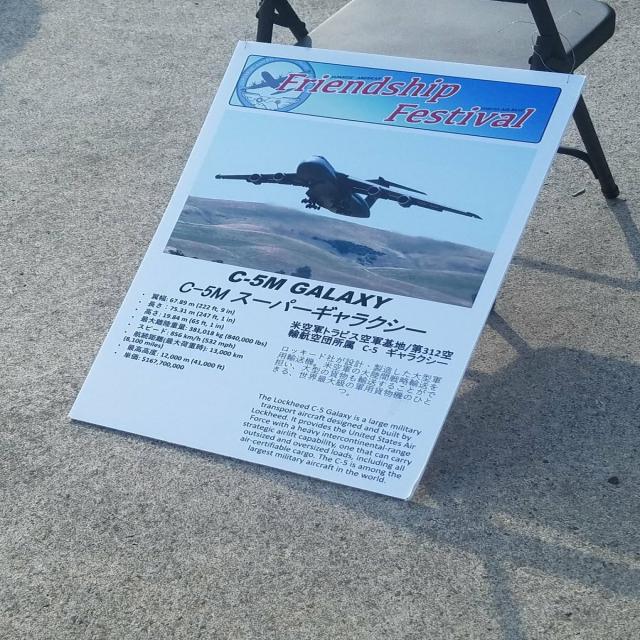 Friendship
Festival
C-5M GALAXY
C-5M スーパーギャラクシー
・ 翼幅: 67.89 m (222 ft, 9 in)
・ 長さ: 75.31 m (247 ft, 1 in)
・ 高さ: 19.84 m (65 ft, 1 in)
・ 最大離陸重量: 381,018 kg (840,000 lbs)
・ スピード: 856 km/h (532 mph)
・ 航続距離(最大荷重時): 13,000 km
(8,100 miles)
・ 最高高度: 12,000 m (41,000 ft)
・ 単価: $167,700,000
米空軍トラビス空軍基地/第312空
輸航空団所属 C-5 ギャラクシー
ロッキード社が設計・製造した大型軍
用輸送機。米空軍の大陸間戦略輸送を
担い、大型の貨物も輸送することがで
きる、世界最大級の軍用貨物機のひと
つ。
The Lockheed C-5 Galaxy is a large military
transport aircraft designed and built by
Lockheed. It provides the United States Air
Force with a heavy intercontinental-range
strategic airlift capability, one that can carry
outsized and oversized loads, including all
air-certifiable cargo. The C-5 is among the
largest military aircraft in the world.